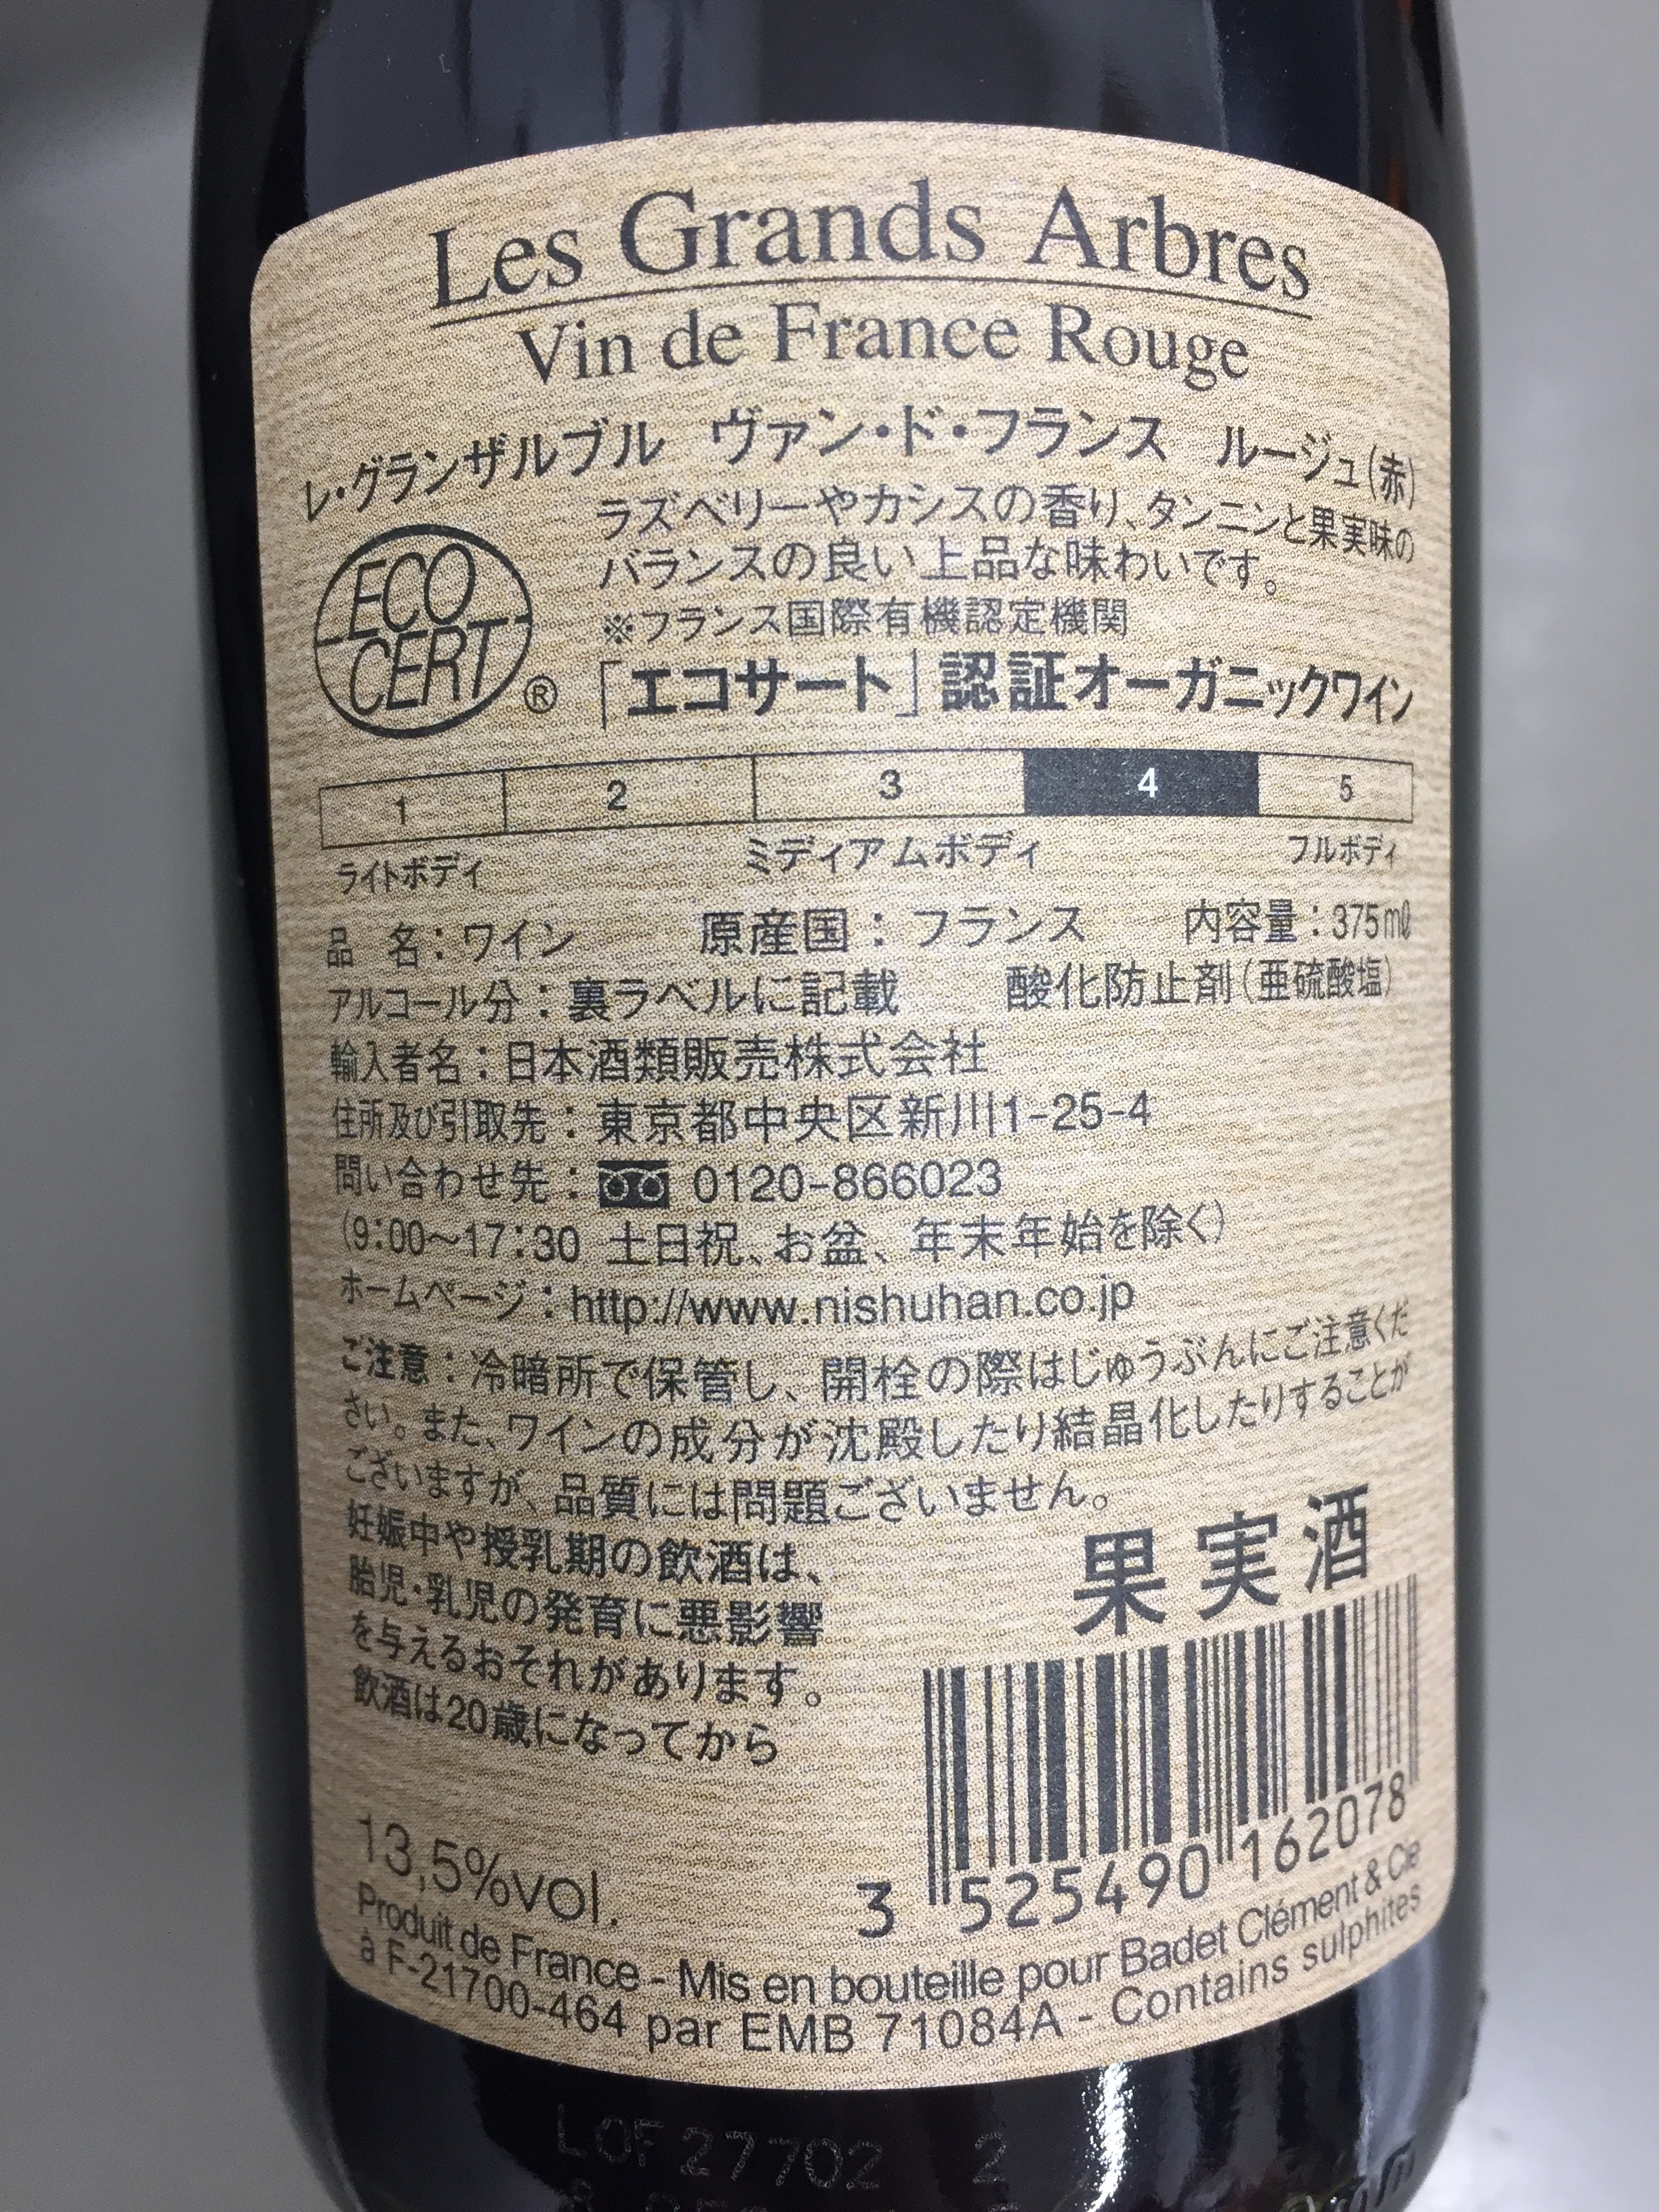 Les Grands Arbres
Vin de France Rouge
レ・グランザルブル ヴァン・ド・フランス ルージュ(赤)
ECO
CERT
®
ラズベリーやカシスの香り、タンニンと果実味の
バランスの良い上品な味わいです。
※フランス国際有機認定機関
「エコサート」認証オーガニックワイン
1 2 3 4 5
ライトボディ ミディアムボディ フルボディ
品 名：ワイン 原産国：フランス 内容量：375mℓ
アルコール分：裏ラベルに記載 酸化防止剤(亜硫酸塩)
輸入者名：日本酒類販売株式会社
住所及び引取先：東京都中央区新川1-25-4
問い合わせ先： 0120-866023
(9:00～17:30 土日祝、お盆、年末年始を除く)
ホームページ：http://www.nishuhan.co.jp
ご注意：冷暗所で保管し、開栓の際はじゅうぶんにご注意くだ
さい。また、ワインの成分が沈殿したり結晶化したりすることが
ございますが、品質には問題ございません。
妊娠中や授乳期の飲酒は、
胎児・乳児の発育に悪影響
を与えるおそれがあります。
飲酒は20歳になってから
果実酒
3 525490 162078
13,5%vol.
Produit de France - Mis en bouteille pour Badet Clément & Cie
à F-21700-464 par EMB 71084A - Contains sulphites
LOF27702 2